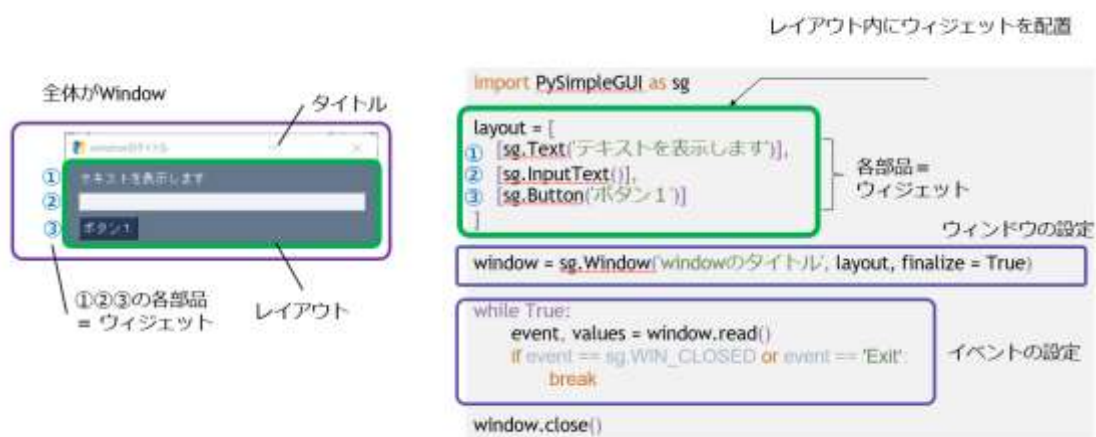 レイアウト内にウィジェットを配置
全体がWindow
タイトル
windowのタイトル
① テキストを表示します
②
③ ボタン1
①②③の各部品
= ウィジェット
レイアウト
import PySimpleGUI as sg
layout = [
① [sg.Text('テキストを表示します')],
② [sg.InputText()],
③ [sg.Button('ボタン１')]
]
各部品＝
ウィジェット
ウィンドウの設定
window = sg.Window('windowのタイトル', layout, finalize = True)
while True:
event, values = window.read()
if event == sg.WIN_CLOSED or event == 'Exit':
break
イベントの設定
window.close()